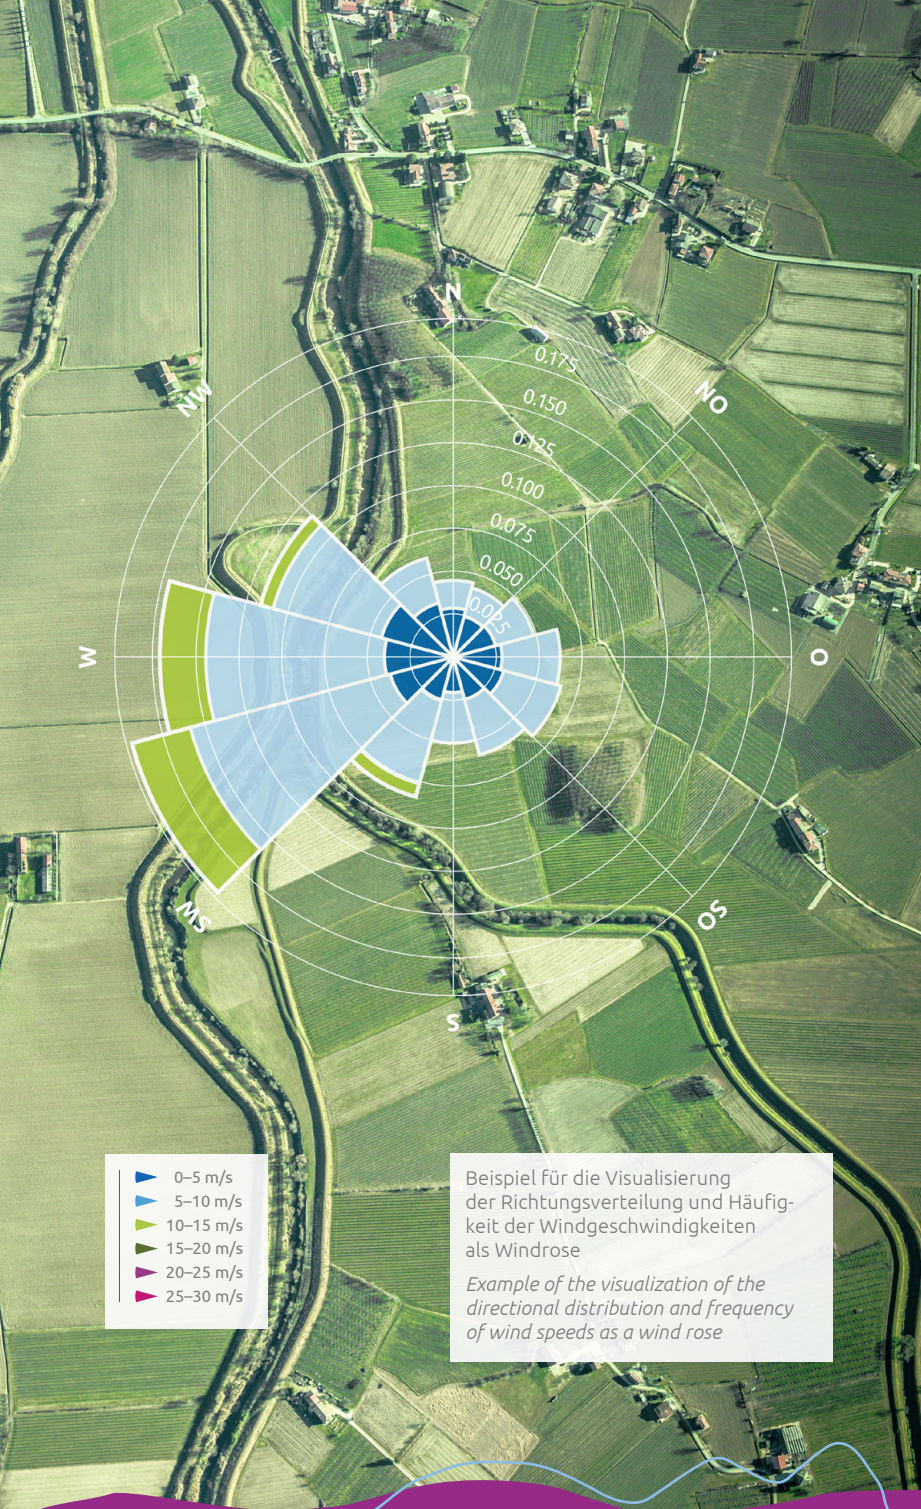 N
0.175
NW
NO
0.150
0.125
0.100
0.075
0.050
0.025
W
O
SW
SO
S
0–5 m/s
5–10 m/s
10–15 m/s
15–20 m/s
20–25 m/s
25–30 m/s
Beispiel für die Visualisierung
der Richtungsverteilung und Häufig-
keit der Windgeschwindigkeiten
als Windrose
Example of the visualization of the
directional distribution and frequency
of wind speeds as a wind rose